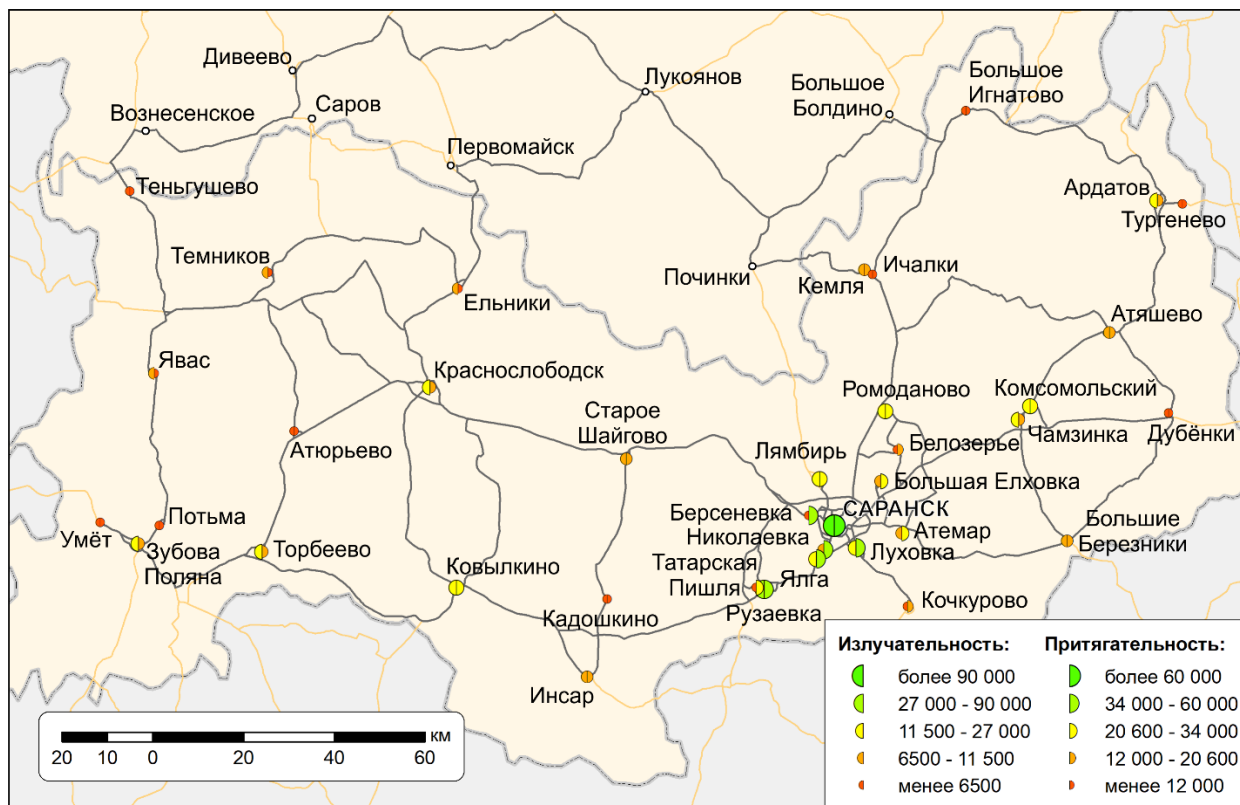 Дивеево
Лукоянов
Большое
Болдино
Большое
Игнатово
Вознесенское
Саров
Первомайск
Теньгушево
Ардатов
Тургенево
Темников
Ельники
Починки
Кемля
Ичалки
Атяшево
Явас
Краснослободск
Ромоданово
Комсомольский
Чамзинка
Дубёнки
Атюрьево
Старое
Шайгово
Белозерье
Лямбирь
Большая Елховка
Берсеневка
САРАНСК
Николаевка
Атемар
Большие
Березники
Умёт
Потьма
Зубова
Поляна
Торбеево
Ковылкино
Татарская
Пишля
Ялга
Луховка
Рузаевка
Кадошкино
Кочкурово
Инсар
Излучательность:
более 90 000
27 000 - 90 000
11 500 - 27 000
6500 - 11 500
менее 6500
Притягательность:
более 60 000
34 000 - 60 000
20 600 - 34 000
12 000 - 20 600
менее 12 000
км
20 10 0 20 40 60